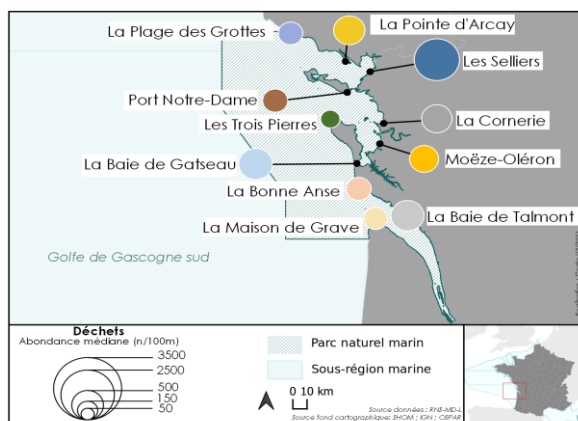 La Plage des Grottes
La Pointe d'Arcay
Les Selliers
Port Notre-Dame
Les Trois Pierres
La Cornerie
La Baie de Gatseau
Moëze-Oléron
La Bonne Anse
La Maison de Grave
La Baie de Talmont
Golfe de Gascogne sud
Déchets
Abondance médiane (n/100m)
3500
2500
500
150
50
Parc naturel marin
Sous-région marine
0 10 km
Source données : RNS-MD-L
Source fond cartographique: SHOM ; IGN ; OBPAR